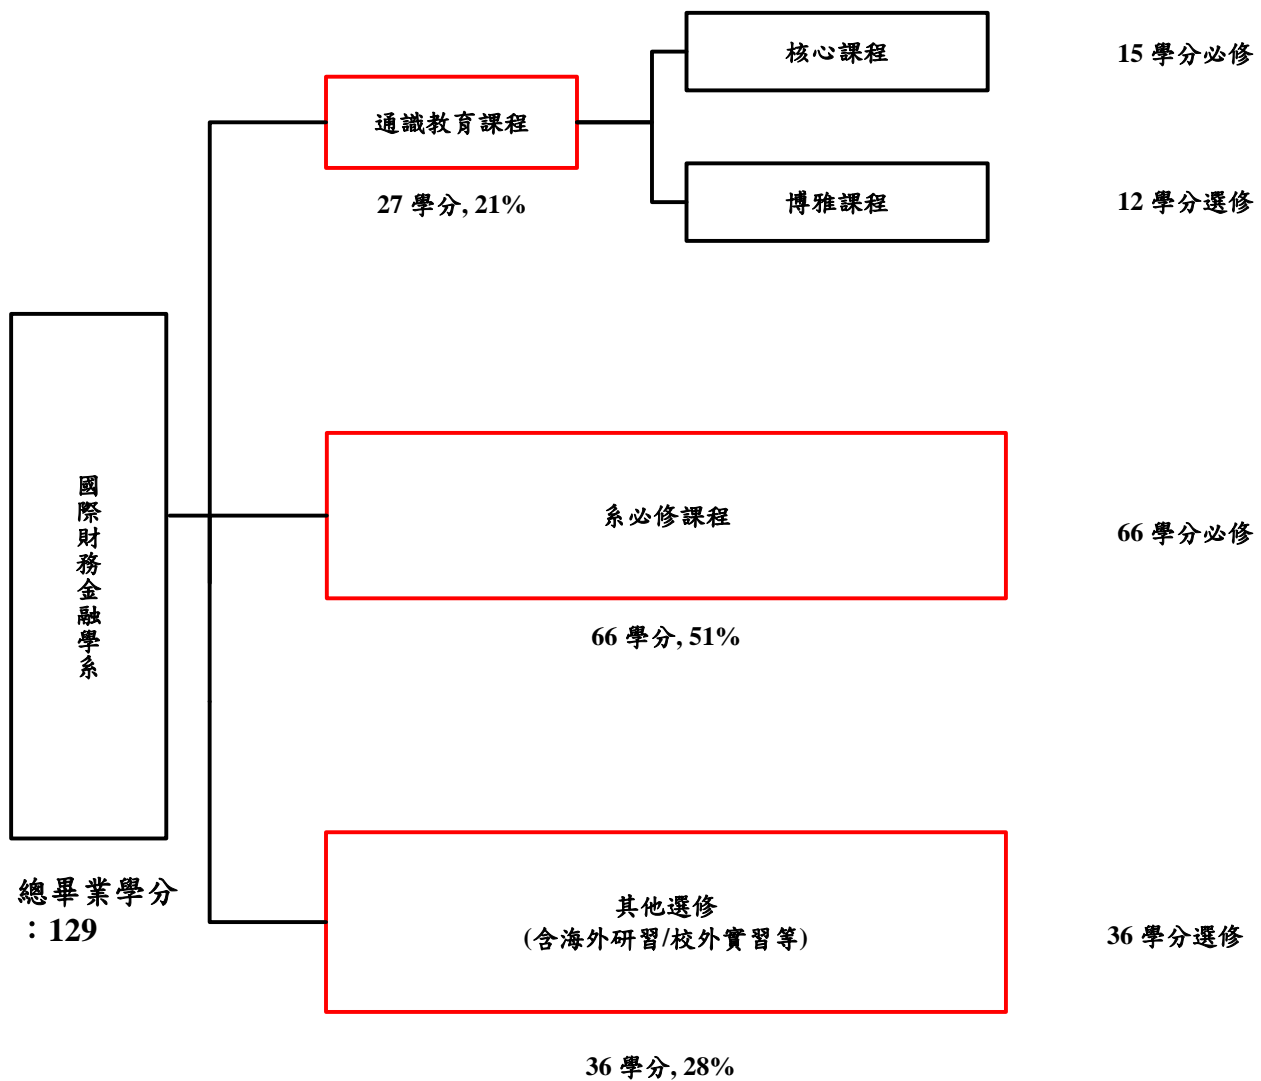 核心課程
15 學分必修
通識教育課程
27 學分, 21%
博雅課程
12 學分選修
國際財務金融學系
總畢業學分
：129
系必修課程
66 學分必修
66 學分, 51%
其他選修
(含海外研習/校外實習等)
36 學分選修
36 學分, 28%